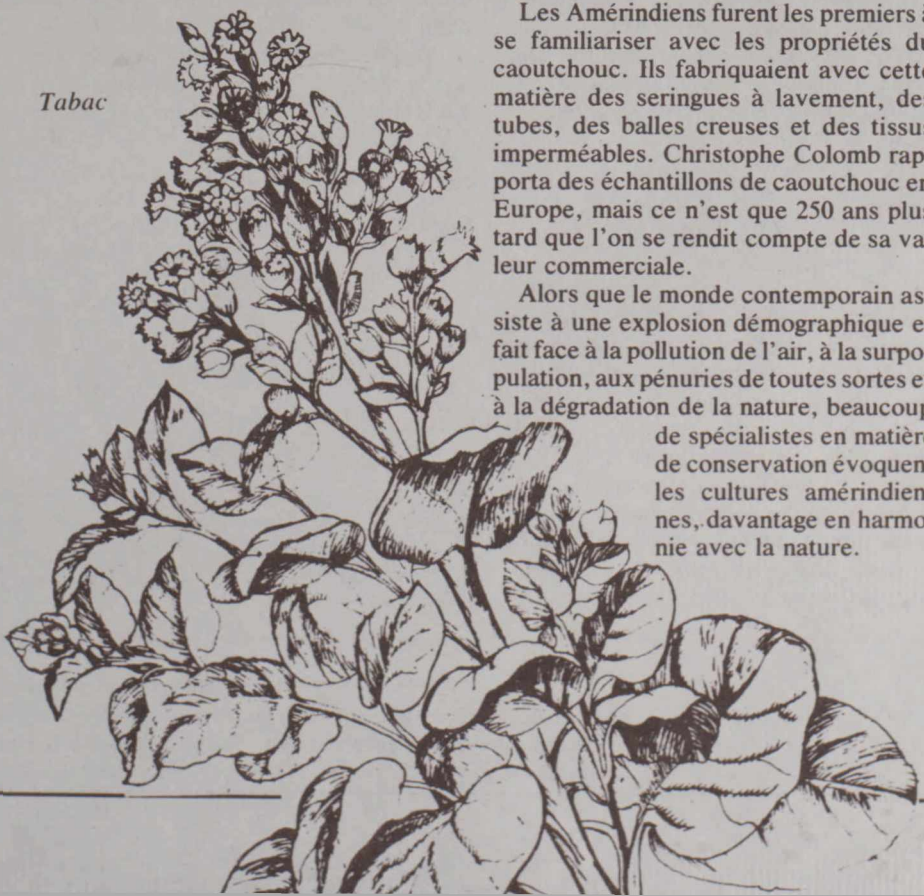 Tabac
Les Amérindiens furent les premiers à
se familiariser avec les propriétés du
caoutchouc. Ils fabriquaient avec cette
matière des seringues à lavement, de
tubes, des balles creuses et des tissu
imperméables. Christophe Colomb rap
porta des échantillons de caoutchouc en
Europe, mais ce n'est que 250 ans plus
tard que l'on se rendit compte de sa va
leur commerciale.
Alors que le monde contemporain as
siste à une explosion démographique e
fait face à la pollution de l'air, à la surpo
pulation, aux pénuries de toutes sortes e
à la dégradation de la nature, beaucoup
de spécialistes en matièr
de conservation évoquen
les cultures amérindien
nes, davantage en harmo
nie avec la nature.